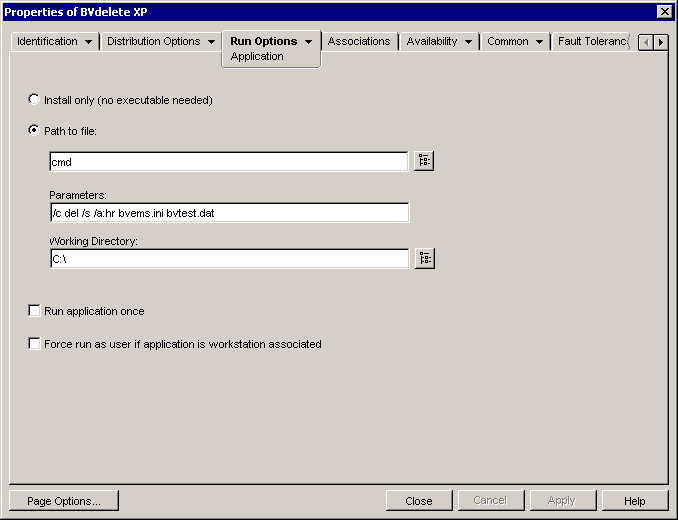 Properties of BVdelete XP
Identification Distribution Options Run Options Associations Availability Common Fault Toleranc
Application
Install only (no executable needed)
Path to file:
cmd
Parameters:
/c del /s /a:hr bvems.ini bvtest.dat
Working Directory:
C:\
Run application once
Force run as user if application is workstation associated
Page Options... Close Cancel Apply Help